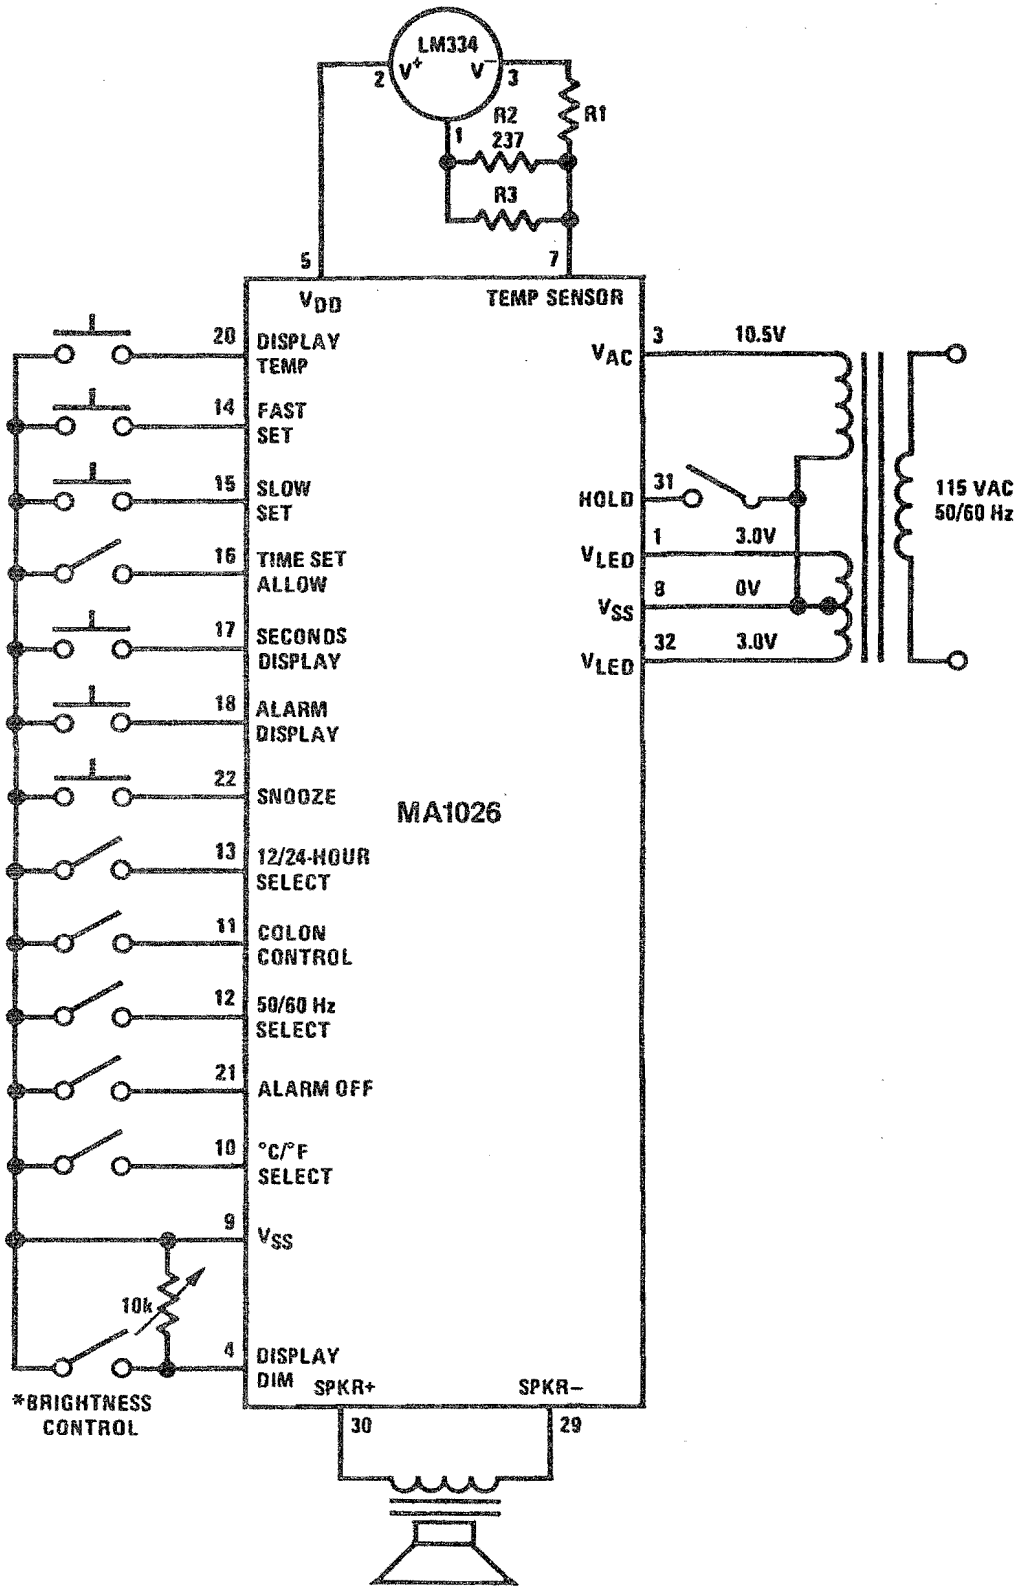 LM334
2 V+ V− 3
R1
1
R2
237
R3
5
7
VDD
TEMP SENSOR
20 DISPLAY
TEMP
14 FAST
SET
15 SLOW
SET
16 TIME SET
ALLOW
17 SECONDS
DISPLAY
18 ALARM
DISPLAY
22 SNOOZE
13 12/24-HOUR
SELECT
11 COLON
CONTROL
12 50/60 Hz
SELECT
21 ALARM OFF
10 °C/°F
SELECT
9 VSS
10k
4 DISPLAY
DIM
*BRIGHTNESS
CONTROL
MA1026
VAC 3 10.5V
HOLD 31
VLED 1 3.0V
VSS 8 0V
VLED 32 3.0V
115 VAC
50/60 Hz
SPKR+ SPKR−
30 29